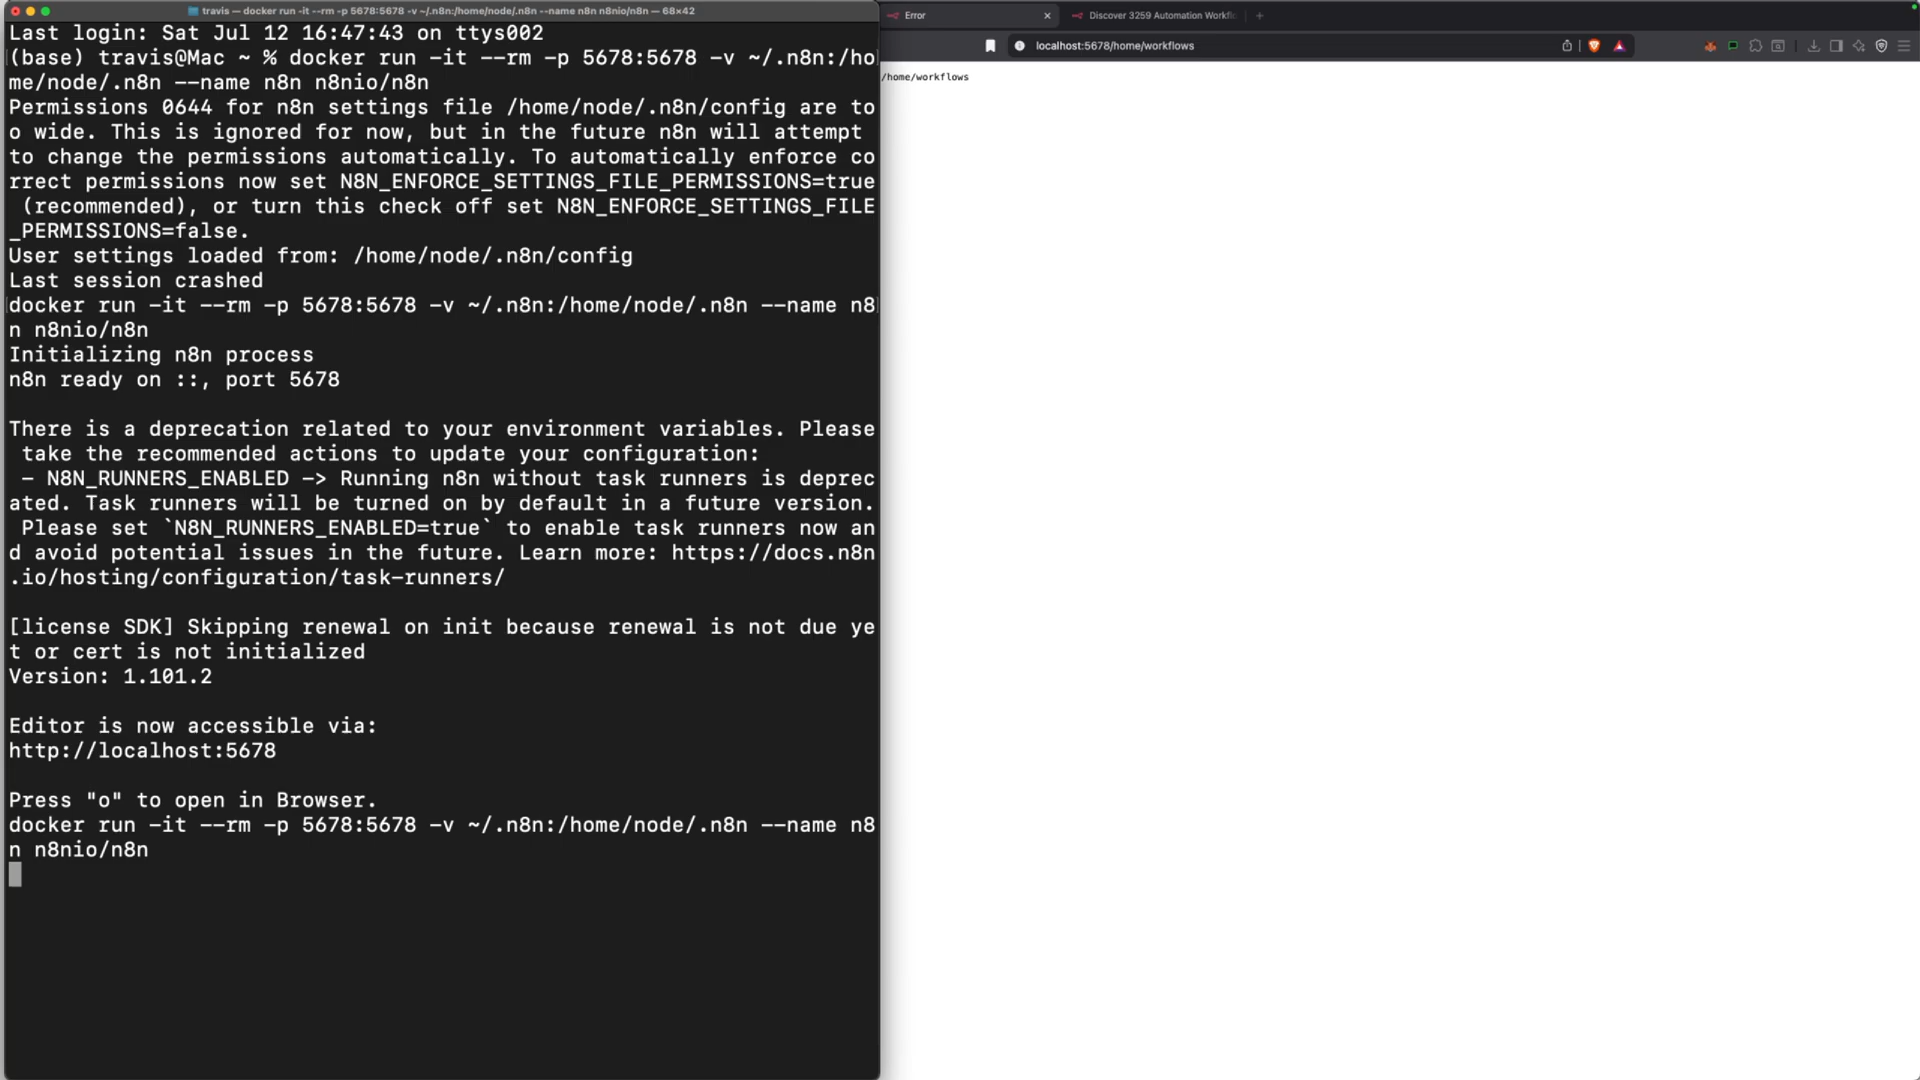 travis — docker run -it --rm -p 5678:5678 -v ~/.n8n:/home/node/.n8n --name n8n n8nio/n8n — 68×42
Last login: Sat Jul 12 16:47:43 on ttys002
(base) travis@Mac ~ % docker run -it --rm -p 5678:5678 -v ~/.n8n:/ho
me/node/.n8n --name n8n n8nio/n8n
Permissions 0644 for n8n settings file /home/node/.n8n/config are to
o wide. This is ignored for now, but in the future n8n will attempt
to change the permissions automatically. To automatically enforce co
rrect permissions now set N8N_ENFORCE_SETTINGS_FILE_PERMISSIONS=true
(recommended), or turn this check off set N8N_ENFORCE_SETTINGS_FILE
_PERMISSIONS=false.
User settings loaded from: /home/node/.n8n/config
Last session crashed
docker run -it --rm -p 5678:5678 -v ~/.n8n:/home/node/.n8n --name n8
n n8nio/n8n
Initializing n8n process
n8n ready on ::, port 5678
There is a deprecation related to your environment variables. Please
take the recommended actions to update your configuration:
- N8N_RUNNERS_ENABLED -> Running n8n without task runners is deprec
ated. Task runners will be turned on by default in a future version.
Please set `N8N_RUNNERS_ENABLED=true` to enable task runners now an
d avoid potential issues in the future. Learn more: https://docs.n8n
.io/hosting/configuration/task-runners/
[license SDK] Skipping renewal on init because renewal is not due ye
t or cert is not initialized
Version: 1.101.2
Editor is now accessible via:
http://localhost:5678
Press "o" to open in Browser.
docker run -it --rm -p 5678:5678 -v ~/.n8n:/home/node/.n8n --name n8
n n8nio/n8n
Error
Discover 3259 Automation Workfl
localhost:5678/home/workflows
/home/workflows